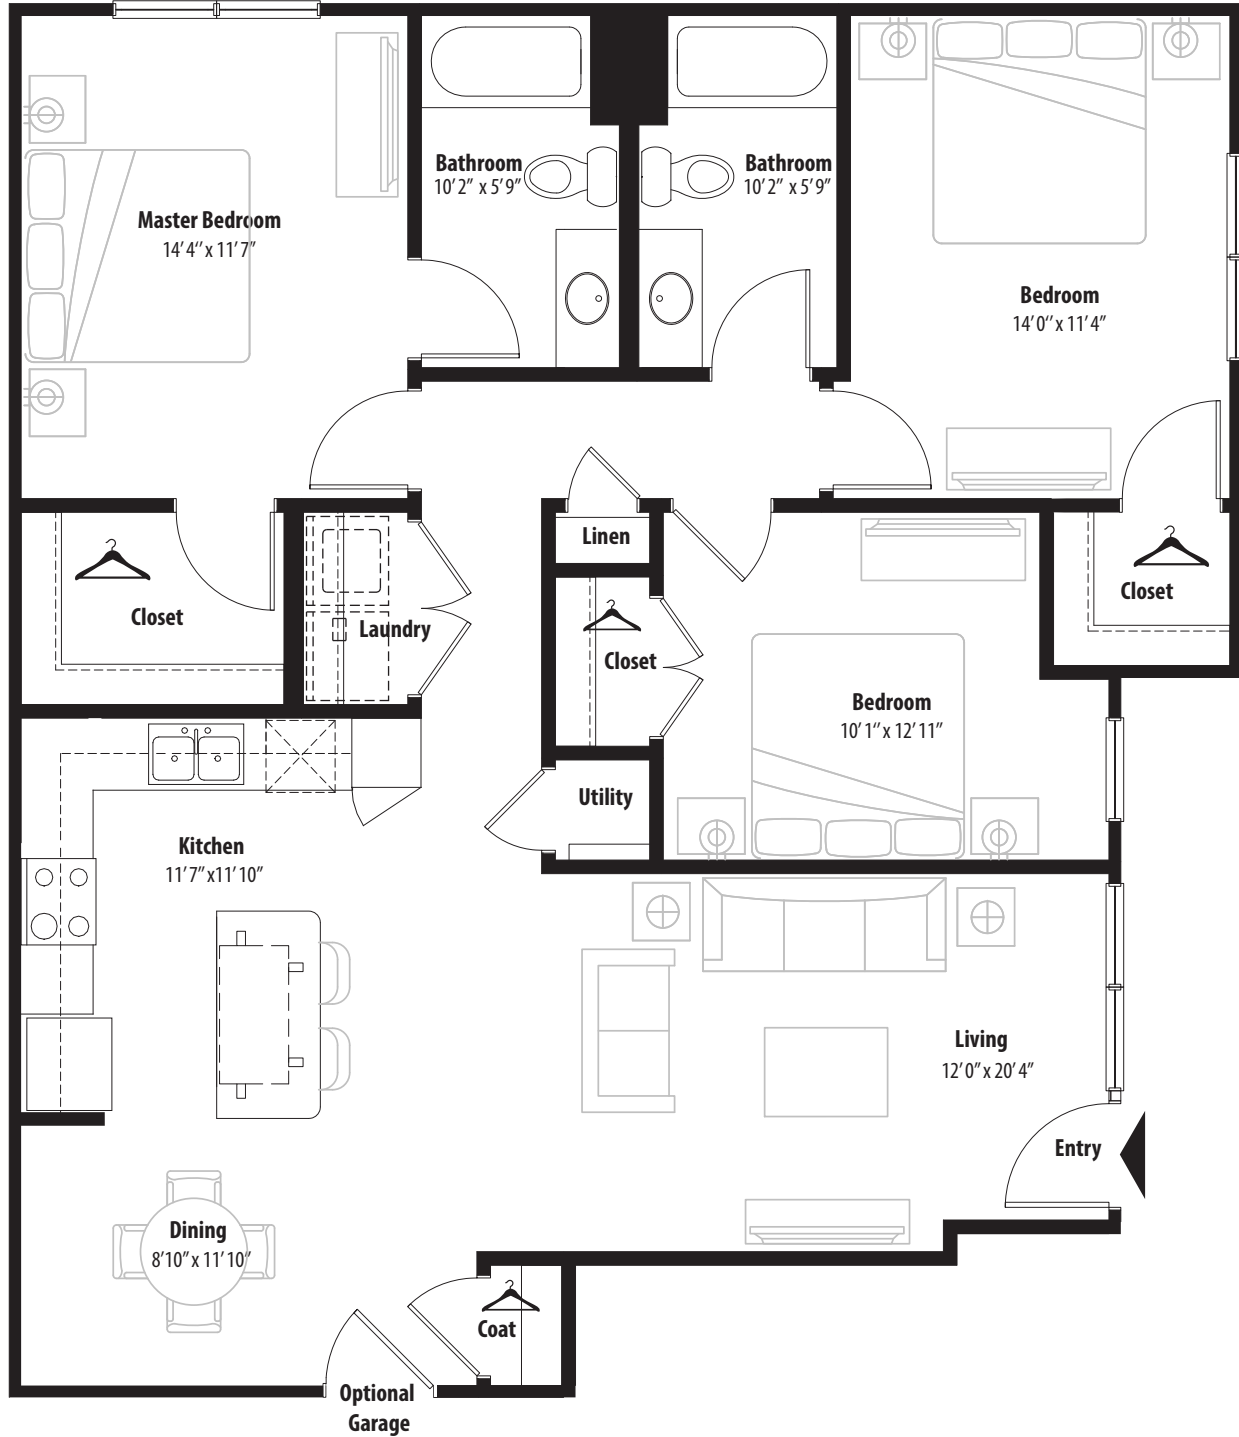 Bathroom
10'2" x 5'9"
Bathroom
10'2" x 5'9"
Master Bedroom
14'4" x 11'7"
Bedroom
14'0" x 11'4"
Linen
Closet
Closet
Laundry
Closet
Bedroom
10'1" x 12'11"
Utility
Kitchen
11'7" x11'10"
Living
12'0" x 20'4"
Entry
Dining
8'10" x 11'10"
Coat
Optional
Garage